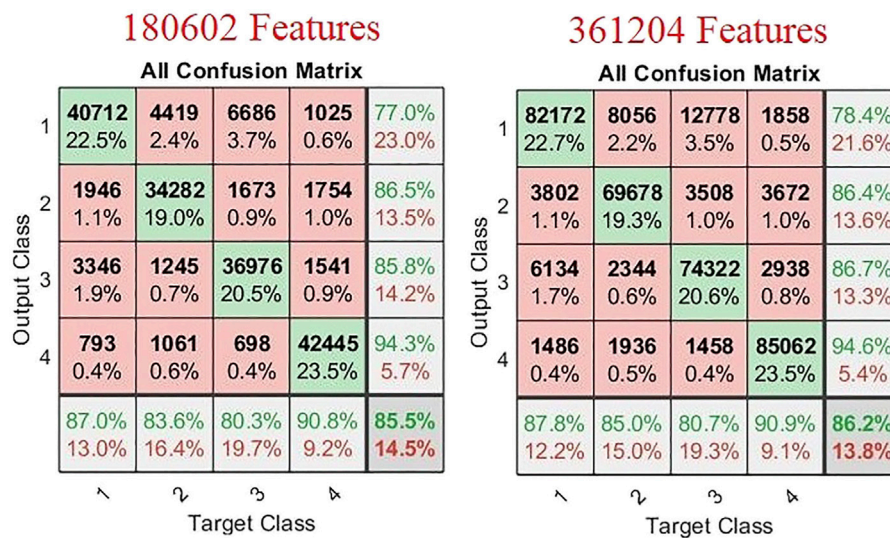 180602 Features
All Confusion Matrix
Output Class
1 40712 4419 6686 1025 77.0%
22.5% 2.4% 3.7% 0.6% 23.0%
2 1946 34282 1673 1754 86.5%
1.1% 19.0% 0.9% 1.0% 13.5%
3 3346 1245 36976 1541 85.8%
1.9% 0.7% 20.5% 0.9% 14.2%
4 793 1061 698 42445 94.3%
0.4% 0.6% 0.4% 23.5% 5.7%
87.0% 83.6% 80.3% 90.8% 85.5%
13.0% 16.4% 19.7% 9.2% 14.5%
1 2 3 4
Target Class
361204 Features
All Confusion Matrix
Output Class
1 82172 8056 12778 1858 78.4%
22.7% 2.2% 3.5% 0.5% 21.6%
2 3802 69678 3508 3672 86.4%
1.1% 19.3% 1.0% 1.0% 13.6%
3 6134 2344 74322 2938 86.7%
1.7% 0.6% 20.6% 0.8% 13.3%
4 1486 1936 1458 85062 94.6%
0.4% 0.5% 0.4% 23.5% 5.4%
87.8% 85.0% 80.7% 90.9% 86.2%
12.2% 15.0% 19.3% 9.1% 13.8%
1 2 3 4
Target Class